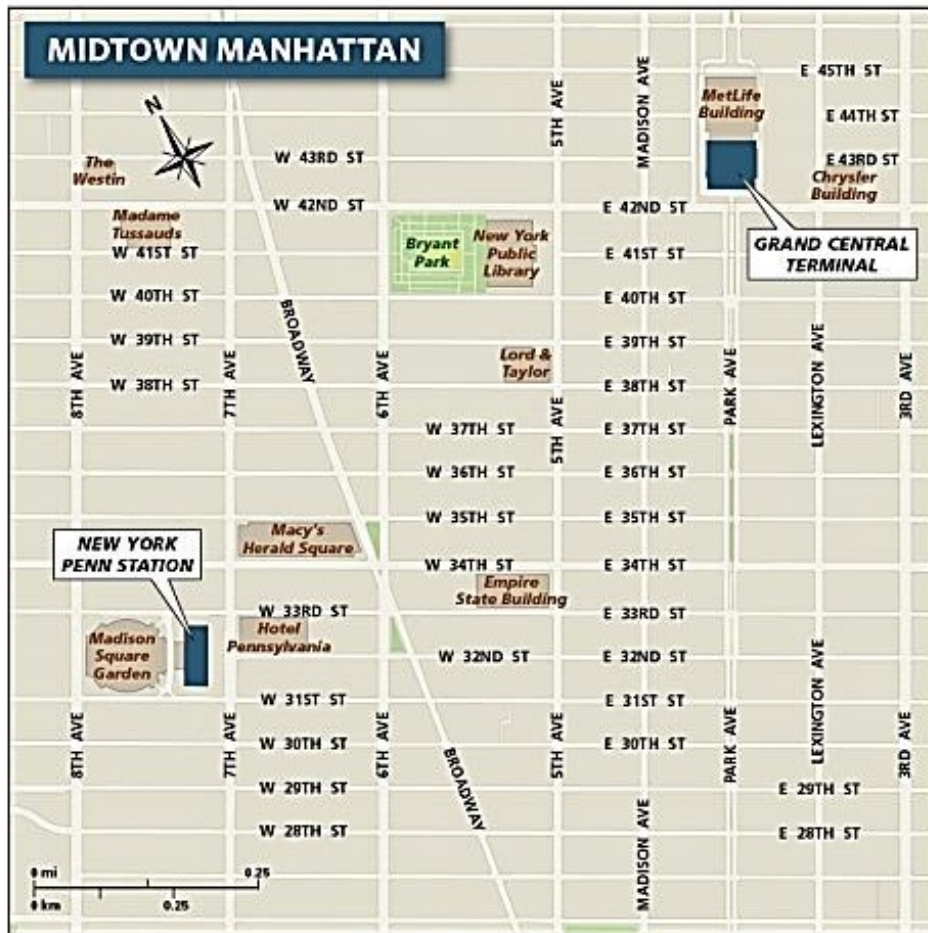 MIDTOWN MANHATTAN
N
5TH AVE
MADISON AVE
3RD AVE
E 45TH ST
MetLife
Building
E 44TH ST
The
Westin
W 43RD ST
E 43RD ST
Chrysler
Building
W 42ND ST
E 42ND ST
Madame
Tussauds
W 41ST ST
Bryant
Park
New York
Public
Library
E 41ST ST
GRAND CENTRAL
TERMINAL
W 40TH ST
E 40TH ST
BROADWAY
W 39TH ST
E 39TH ST
Lord &
Taylor
8TH AVE
7TH AVE
6TH AVE
PARK AVE
LEXINGTON AVE
3RD AVE
W 38TH ST
E 38TH ST
5TH AVE
W 37TH ST
E 37TH ST
W 36TH ST
E 36TH ST
W 35TH ST
E 35TH ST
Macy's
Herald Square
NEW YORK
PENN STATION
W 34TH ST
E 34TH ST
Empire
State Building
W 33RD ST
E 33RD ST
Madison
Square
Garden
Hotel
Pennsylvania
W 32ND ST
E 32ND ST
W 31ST ST
E 31ST ST
8TH AVE
7TH AVE
6TH AVE
5TH AVE
PARK AVE
LEXINGTON AVE
3RD AVE
W 30TH ST
E 30TH ST
BROADWAY
W 29TH ST
E 29TH ST
MADISON AVE
W 28TH ST
E 28TH ST
0 mi
0.25
0 km
0.25